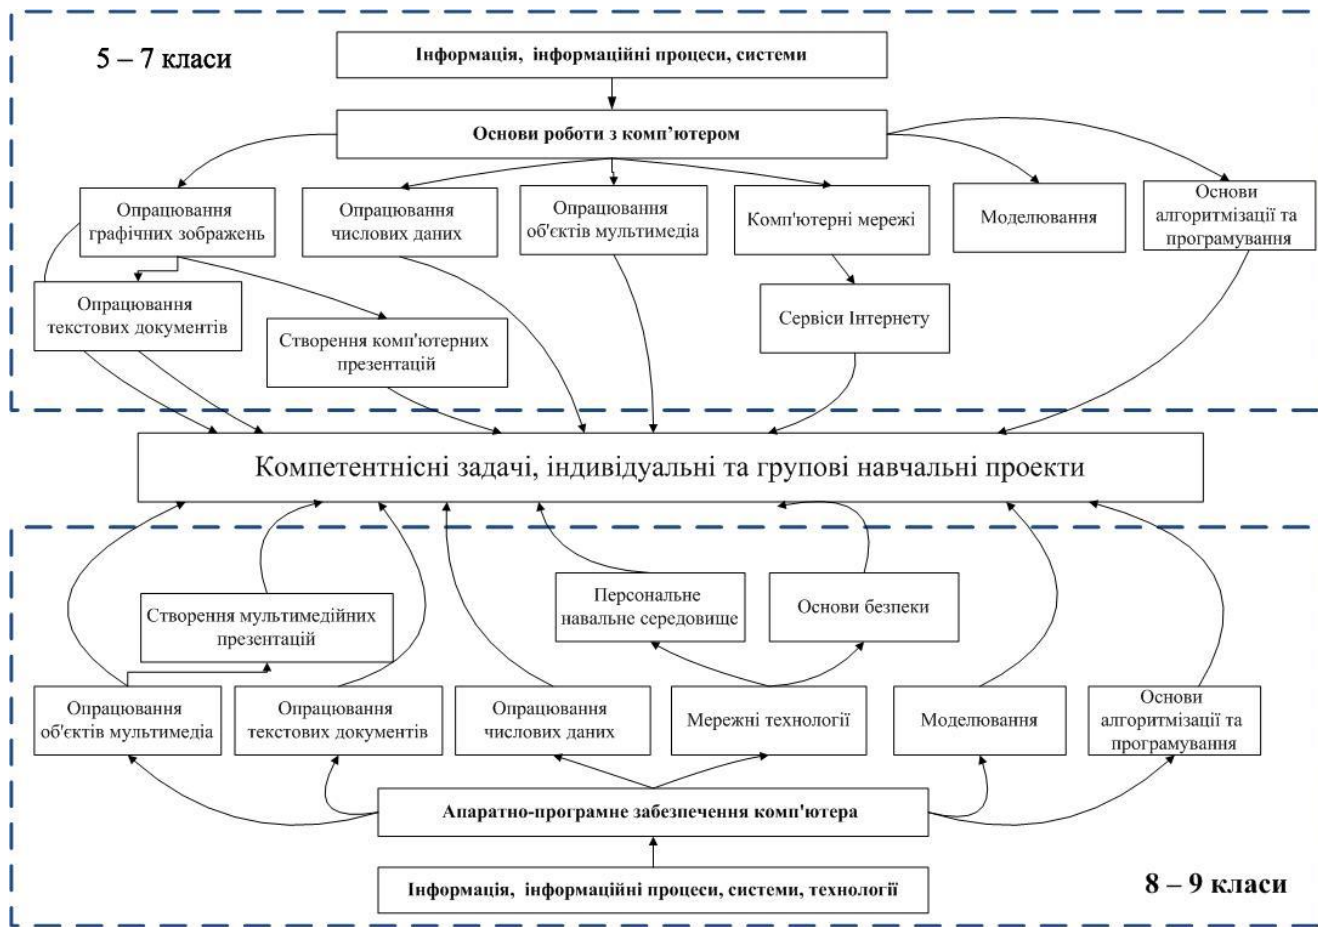 5 – 7 класи
Інформація, інформаційні процеси, системи
Основи роботи з комп’ютером
Опрацювання
графічних зображень
Опрацювання
числових даних
Опрацювання
об'єктів мультимедіа
Комп'ютерні мережі
Моделювання
Основи
алгоритмізації та
програмування
Опрацювання
текстових документів
Створення комп'ютерних
презентацій
Сервіси Інтернету
Компетентнісні задачі, індивідуальні та групові навчальні проекти
Створення мультимедійних
презентацій
Персональне
навальне середовище
Основи безпеки
Опрацювання
об'єктів мультимедіа
Опрацювання
текстових документів
Опрацювання
числових даних
Мережні технології
Моделювання
Основи
алгоритмізації та
програмування
Апаратно-програмне забезпечення комп'ютера
Інформація, інформаційні процеси, системи, технології
8 – 9 класи